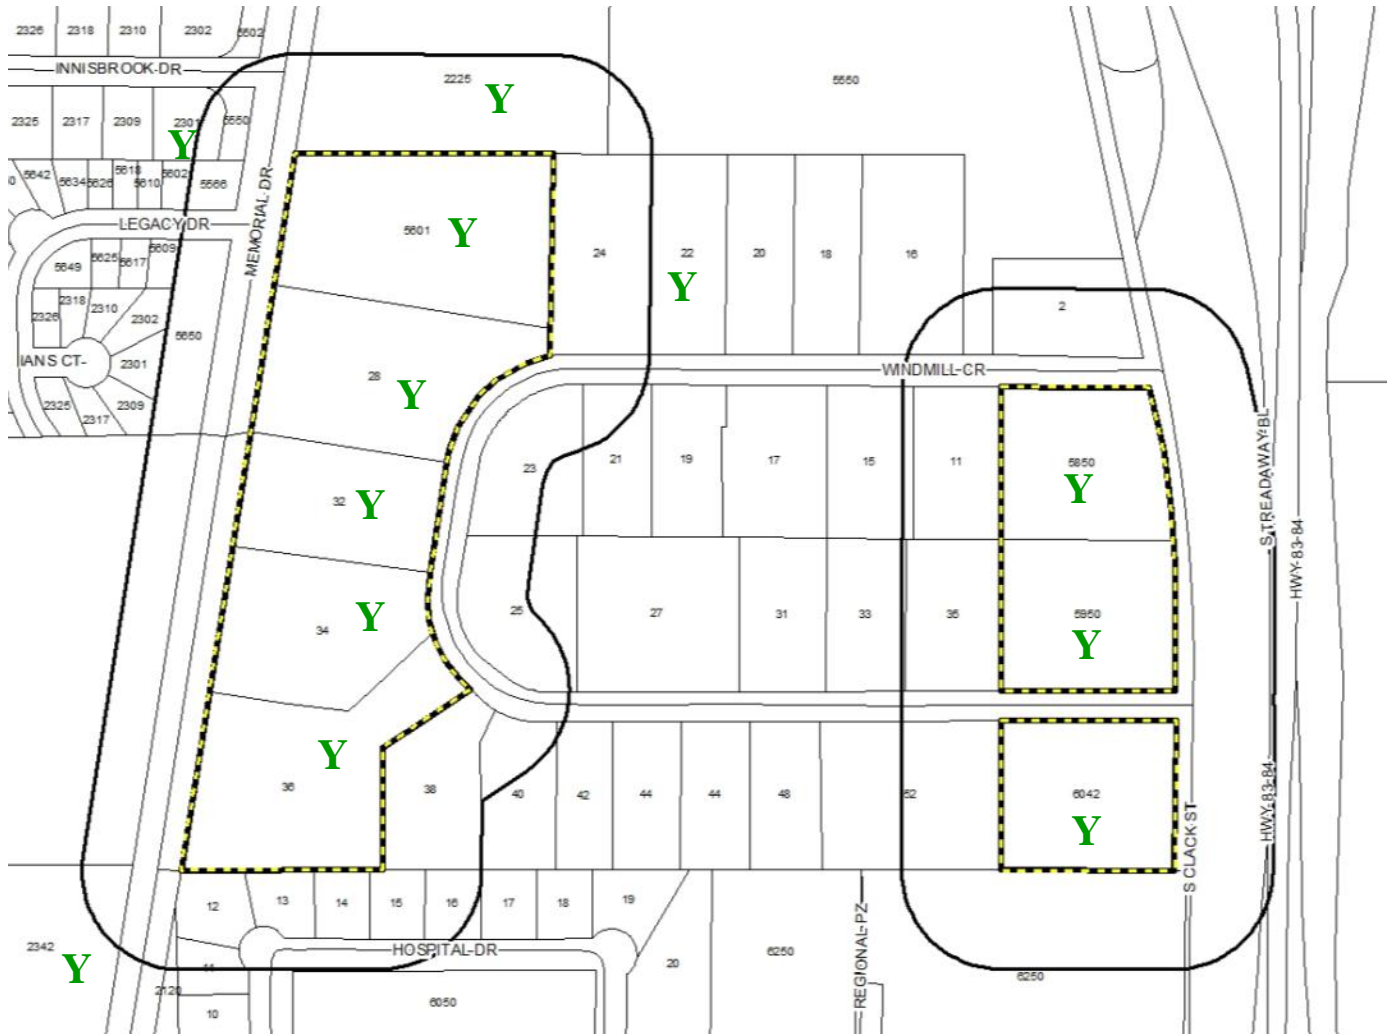 2326 2318 2310 2302 5502
INNISBROOK DR
2225
5550
Y
2325 2317 2309 2301 5550
Y
5642 5634 5626 5618 5610 5602 5566
LEGACY DR
MEMORIAL DR
5601
Y
24 22 20 18 16
Y
5649 5625 5617 5609
2326 2318 2310 2302
5650
2
IANS CT
2301
WINDMILL CR
28
Y
2325 2317 2309
23 21 19 17 15 11 5850
Y
S TREADAWAY BL
32
Y
HWY 83-84
34
Y
25 27 31 33 35 5950
Y
36
Y
38 40 42 44 44 48 52 6042
Y
HWY 83-84
S CLACK ST
12 13 14 15 16 17 18 19
REGIONAL PZ
2342
Y
HOSPITAL DR
11
20
6250
6250
2120
10
6050